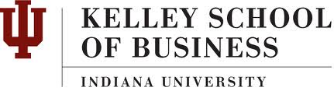 KELLEY SCHOOL
OF BUSINESS
INDIANA UNIVERSITY